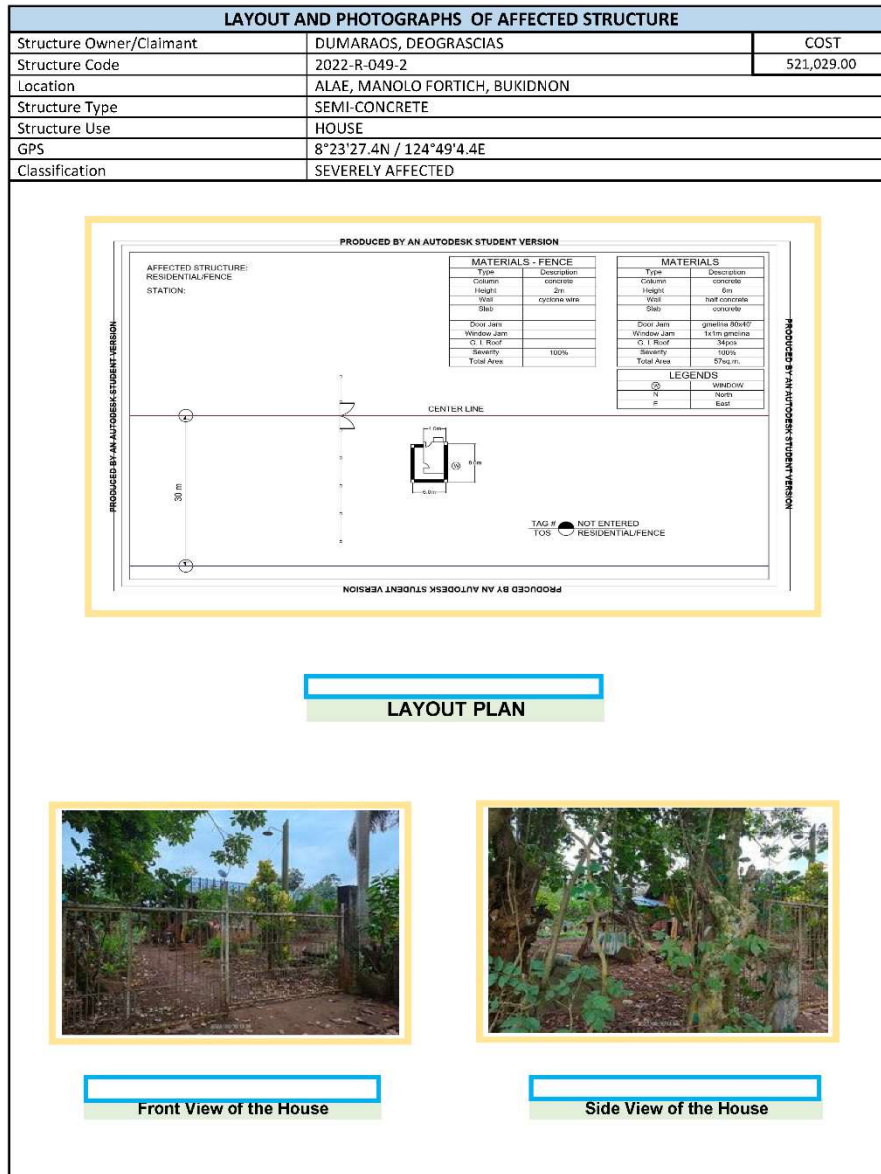 LAYOUT AND PHOTOGRAPHS OF AFFECTED STRUCTURE
Structure Owner/Claimant DUMARAOS, DEOGRASCIAS COST
Structure Code 2022-R-049-2 521,029.00
Location ALAE, MANOLO FORTICH, BUKIDNON
Structure Type SEMI-CONCRETE
Structure Use HOUSE
GPS 8°23'27.4N / 124°49'4.4E
Classification SEVERELY AFFECTED
PRODUCED BY AN AUTODESK STUDENT VERSION
AFFECTED STRUCTURE:
RESIDENTIAL/FENCE
STATION:
MATERIALS - FENCE
Type Description
Column concrete
Height 2m
Wall cyclone wire
Slab
Door Jam
Window Jam
G. I. Roof
Severity 100%
Total Area
MATERIALS
Type Description
Column concrete
Height 6m
Wall half concrete
Slab concrete
Door Jam gmelina 80x40'
Window Jam 1x1m gmelina
G. I. Roof 34pcs
Severity 100%
Total Area 57sq.m.
LEGENDS
W WINDOW
N North
E East
PRODUCED BY AN AUTODESK STUDENT VERSION
PRODUCED BY AN AUTODESK STUDENT VERSION
CENTER LINE
30 m
W
TAG # NOT ENTERED
TOS RESIDENTIAL/FENCE
PRODUCED BY AN AUTODESK STUDENT VERSION
LAYOUT PLAN
Front View of the House
Side View of the House